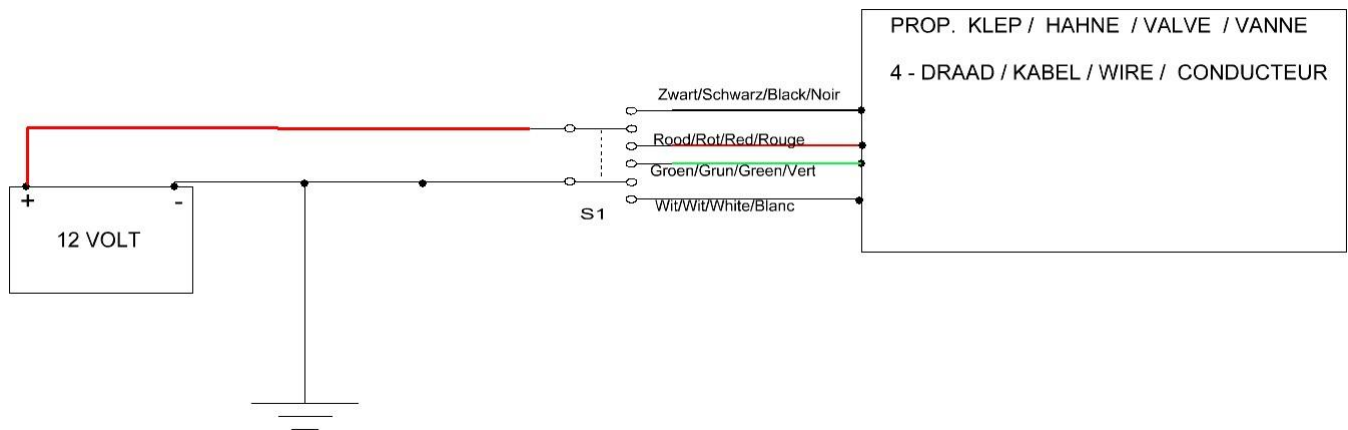 PROP. KLEP / HAHNE / VALVE / VANNE
4 - DRAAD / KABEL / WIRE / CONDUCTEUR
Zwart/Schwarz/Black/Noir
Rood/Rot/Red/Rouge
Groen/Grun/Green/Vert
Wit/Wit/White/Blanc
S1
+ -
12 VOLT